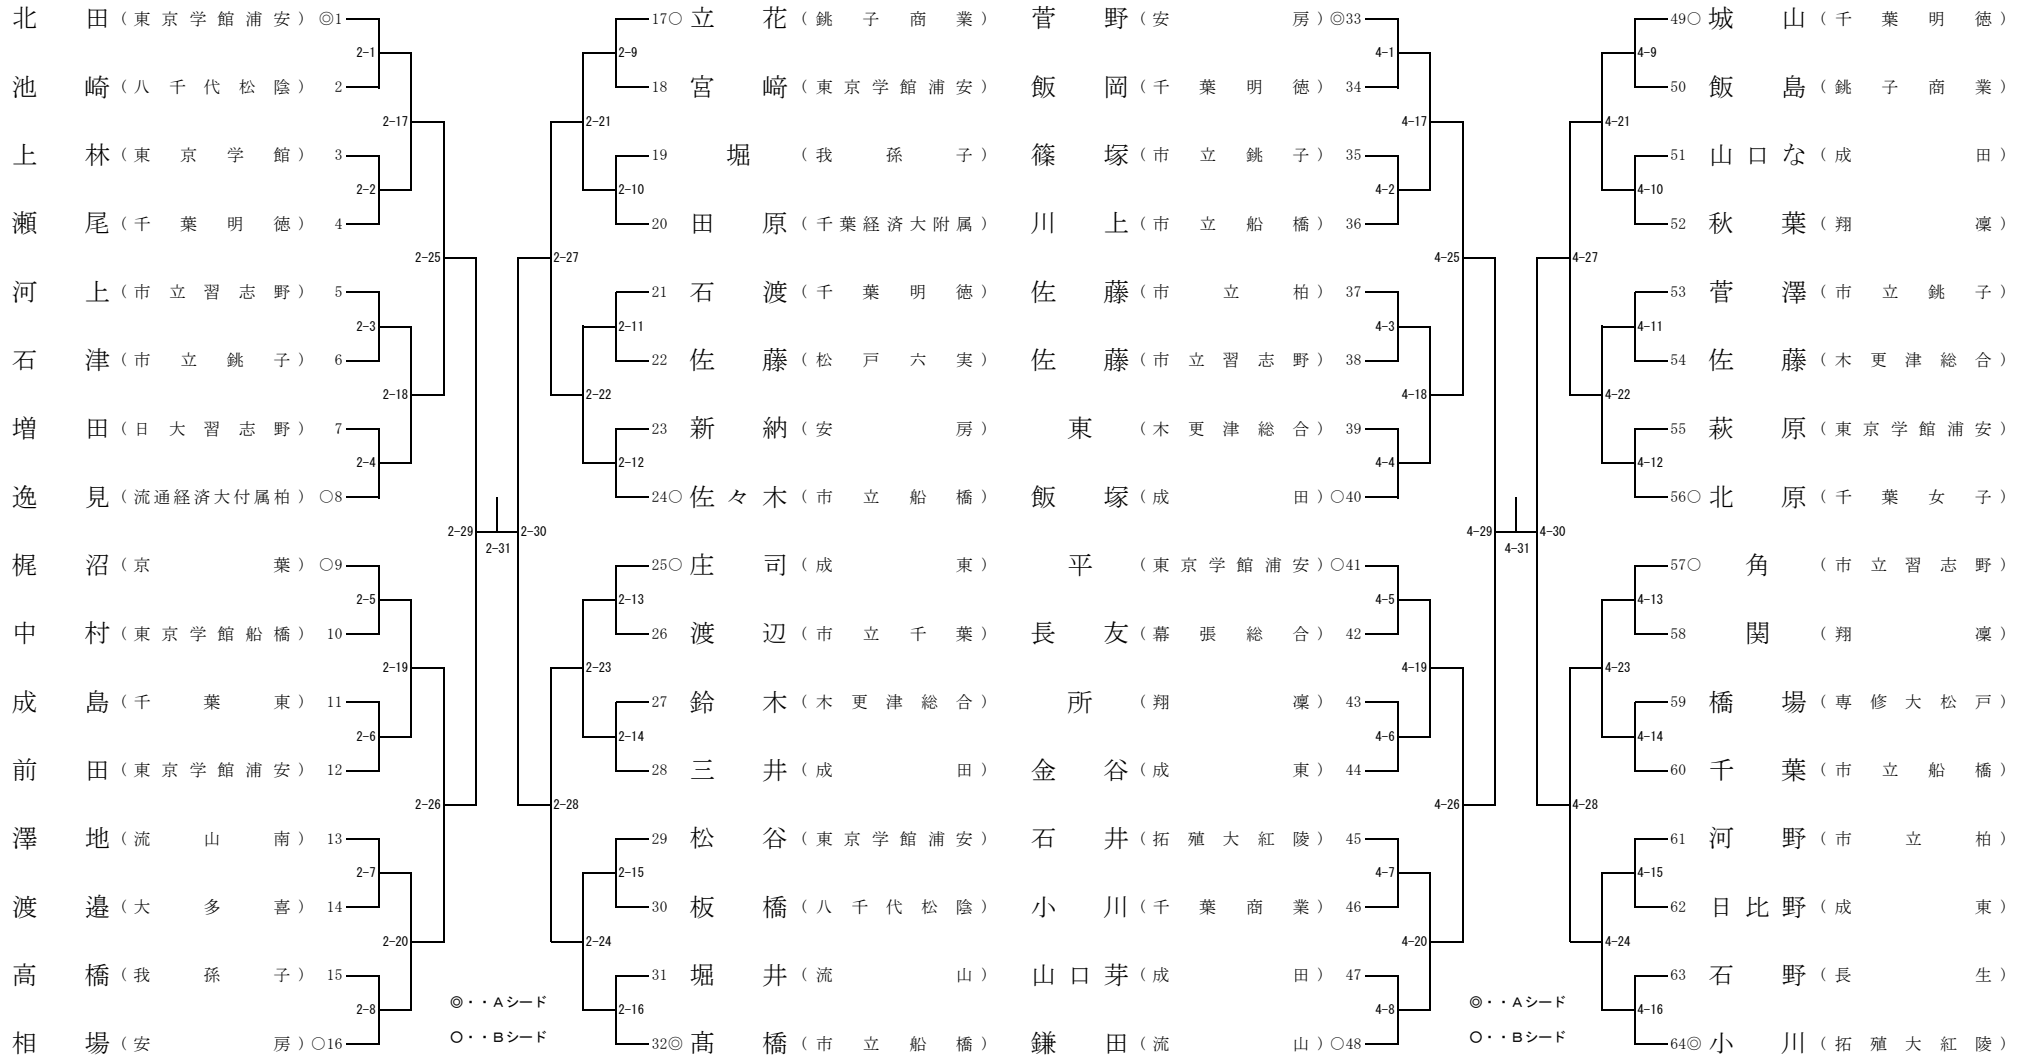 北田（東京学館浦安）◎1
2-1
池崎（八千代松陰）2
2-17
上林（東京学館）3
2-2
瀬尾（千葉明徳）4
2-25
河上（市立習志野）5
2-3
石津（市立銚子）6
2-18
増田（日大習志野）7
2-4
逸見（流通経済大付属柏）○8
2-29
梶沼（京葉）○9
2-5
中村（東京学館船橋）10
2-19
成島（千葉東）11
2-6
前田（東京学館浦安）12
2-26
澤地（流山南）13
2-7
渡邉（大多喜）14
2-20
高橋（我孫子）15
2-8
相場（安房）○16
2-31
◎・・Aシード
○・・Bシード
17○立花（銚子商業）
2-9
18宮﨑（東京学館浦安）
2-21
19堀（我孫子）
2-10
20田原（千葉経済大附属）
2-27
21石渡（千葉明徳）
2-11
22佐藤（松戸六実）
2-22
23新納（安房）
2-12
24○佐々木（市立船橋）
2-30
25○庄司（成東）
2-13
26渡辺（市立千葉）
2-23
27鈴木（木更津総合）
2-14
28三井（成田）
2-28
29松谷（東京学館浦安）
2-15
30板橋（八千代松陰）
2-24
31堀井（流山）
2-16
32◎髙橋（市立船橋）
菅野（安房）◎33
4-1
飯岡（千葉明徳）34
4-17
篠塚（市立銚子）35
4-2
川上（市立船橋）36
4-25
佐藤（市立柏）37
4-3
佐藤（市立習志野）38
4-18
東（木更津総合）39
4-4
飯塚（成田）○40
4-29
平（東京学館浦安）○41
4-5
長友（幕張総合）42
4-19
所（翔凜）43
4-6
金谷（成東）44
4-26
石井（拓殖大紅陵）45
4-7
小川（千葉商業）46
4-20
山口芽（成田）47
4-8
鎌田（流山）○48
4-31
◎・・Aシード
○・・Bシード
49○城山（千葉明徳）
4-9
50飯島（銚子商業）
4-21
51山口な（成田）
4-10
52秋葉（翔凜）
4-27
53菅澤（市立銚子）
4-11
54佐藤（木更津総合）
4-22
55萩原（東京学館浦安）
4-12
56○北原（千葉女子）
4-30
57○角（市立習志野）
4-13
58関（翔凜）
4-23
59橋場（専修大松戸）
4-14
60千葉（市立船橋）
4-28
61河野（市立柏）
4-15
62日比野（成東）
4-24
63石野（長生）
4-16
64◎小川（拓殖大紅陵）